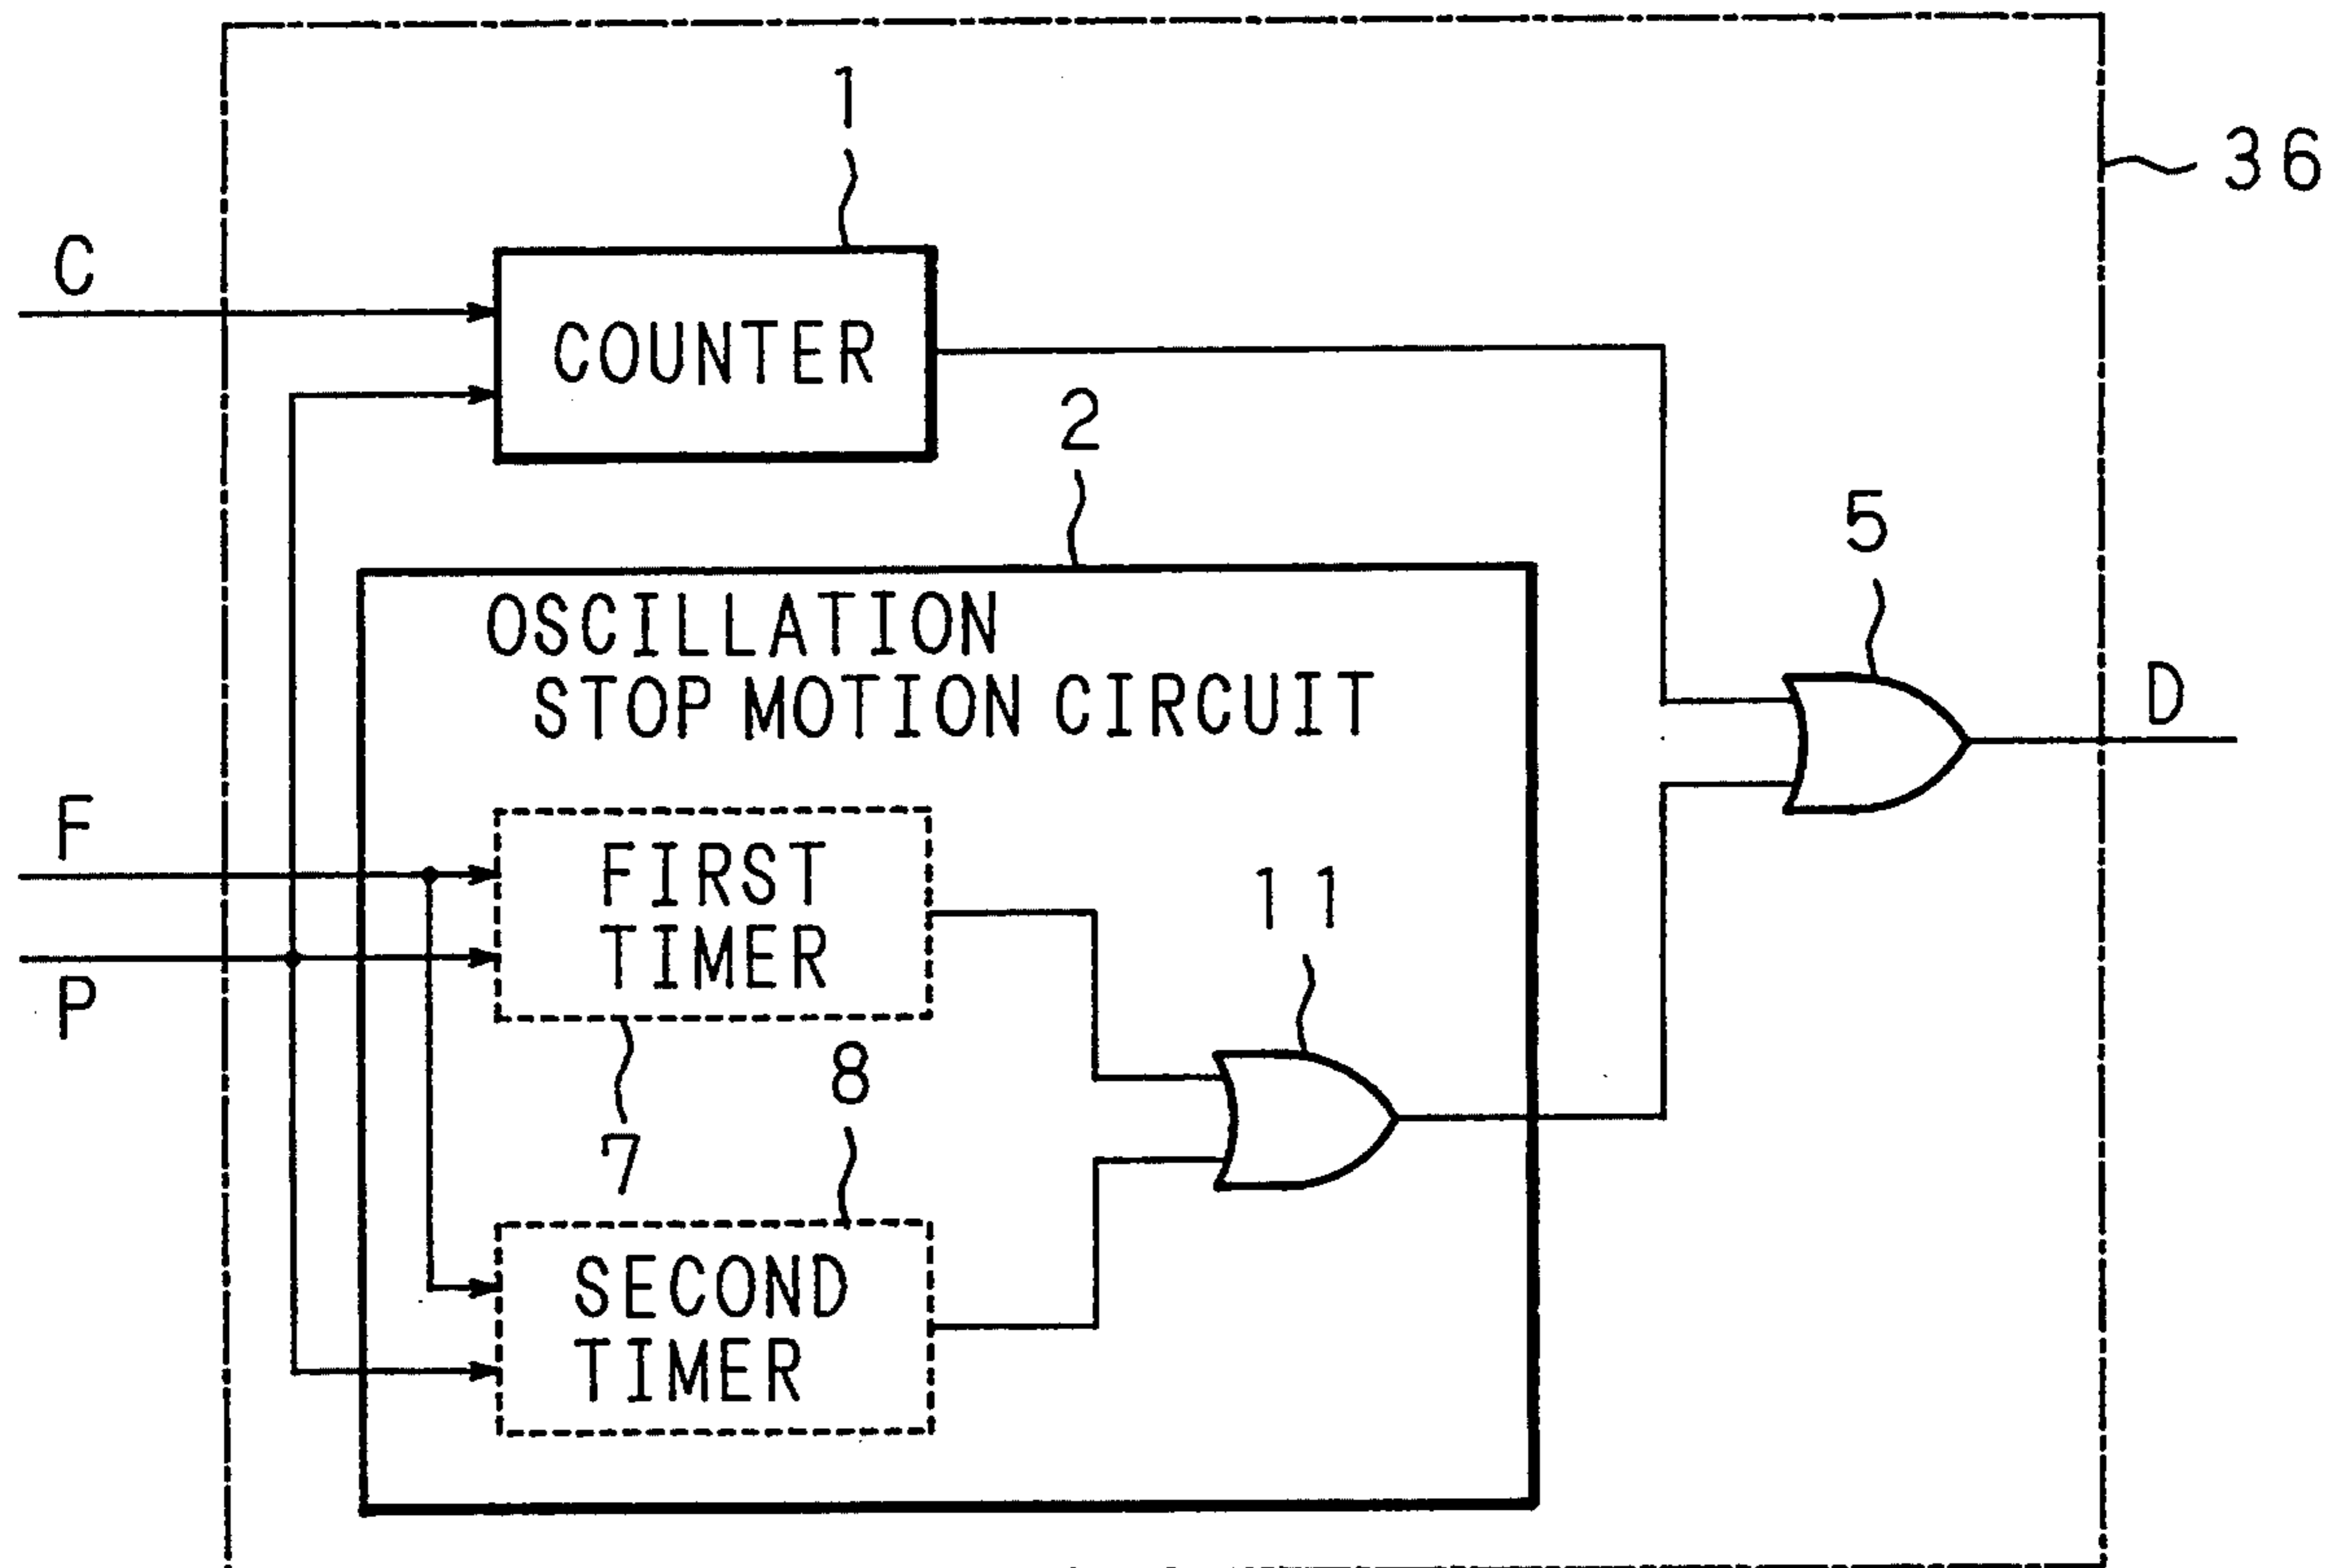 1
36
C
COUNTER
2
5
OSCILLATION
STOP MOTION CIRCUIT
D
F
FIRST
TIMER
11
P
7
8
SECOND
TIMER